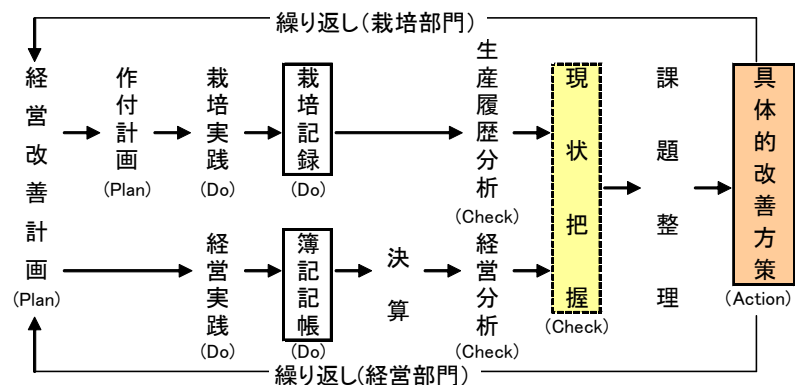 繰り返し（栽培部門）
経営改善計画
(Plan)
作付計画
(Plan)
栽培実践
(Do)
栽培記録
(Do)
生産履歴分析
(Check)
経営実践
(Do)
簿記記帳
(Do)
決算
経営分析
(Check)
現状把握
(Check)
課題整理
具体的改善方策
(Action)
繰り返し（経営部門）